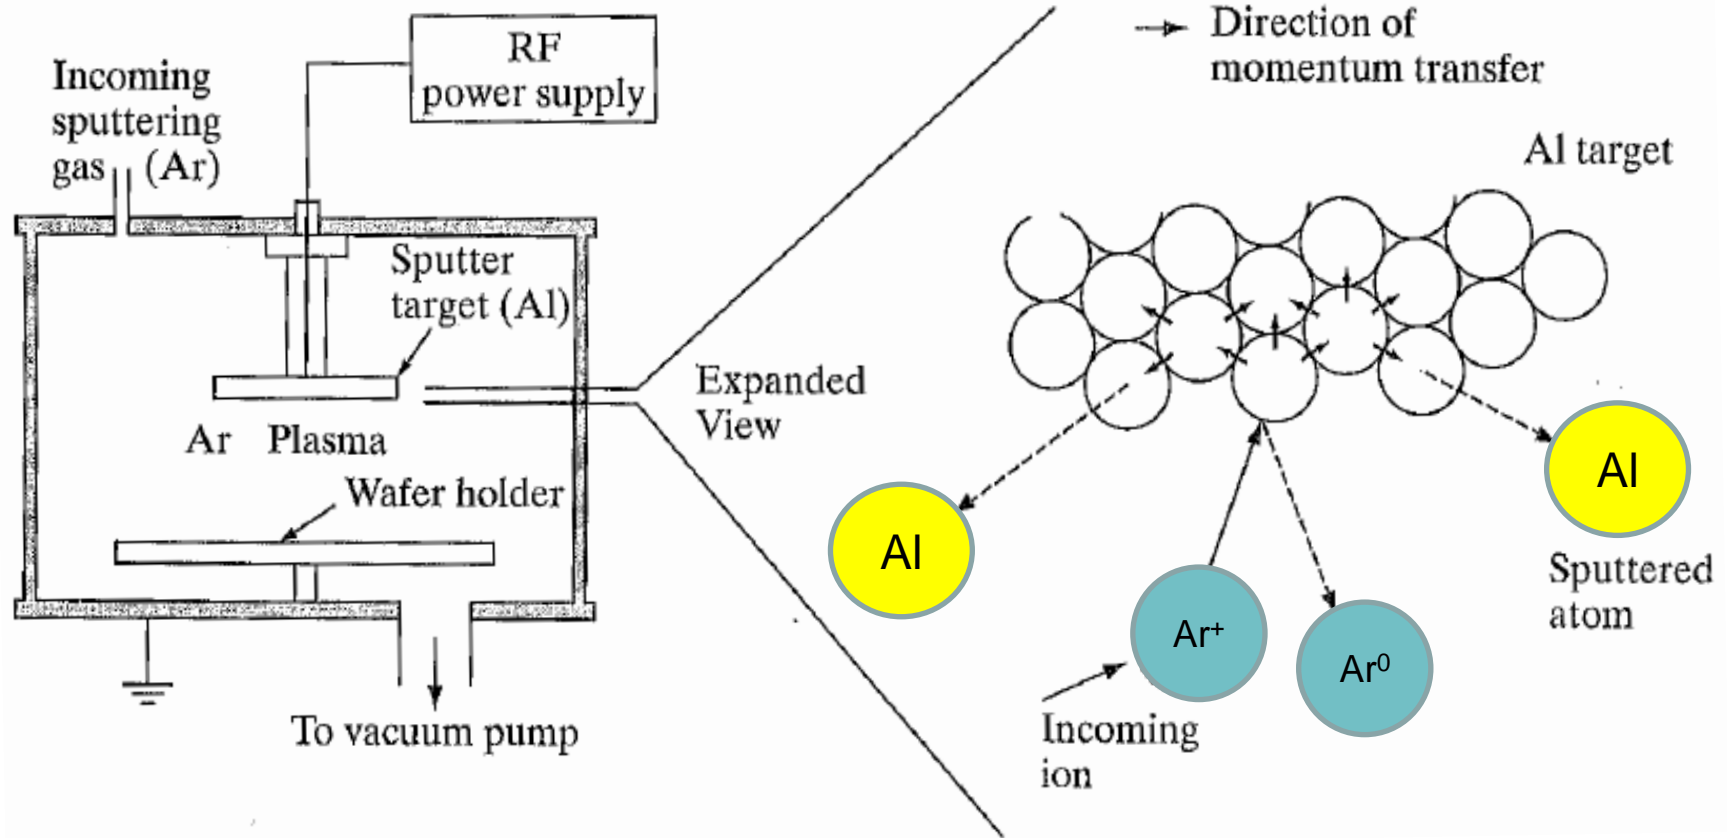 RF
power supply
Incoming
sputtering
gas (Ar)
Sputter
target (Al)
Ar Plasma
Wafer holder
To vacuum pump
Expanded
View
Direction of
momentum transfer
Al target
Al
Al
Sputtered
atom
Ar⁺
Ar⁰
Incoming
ion